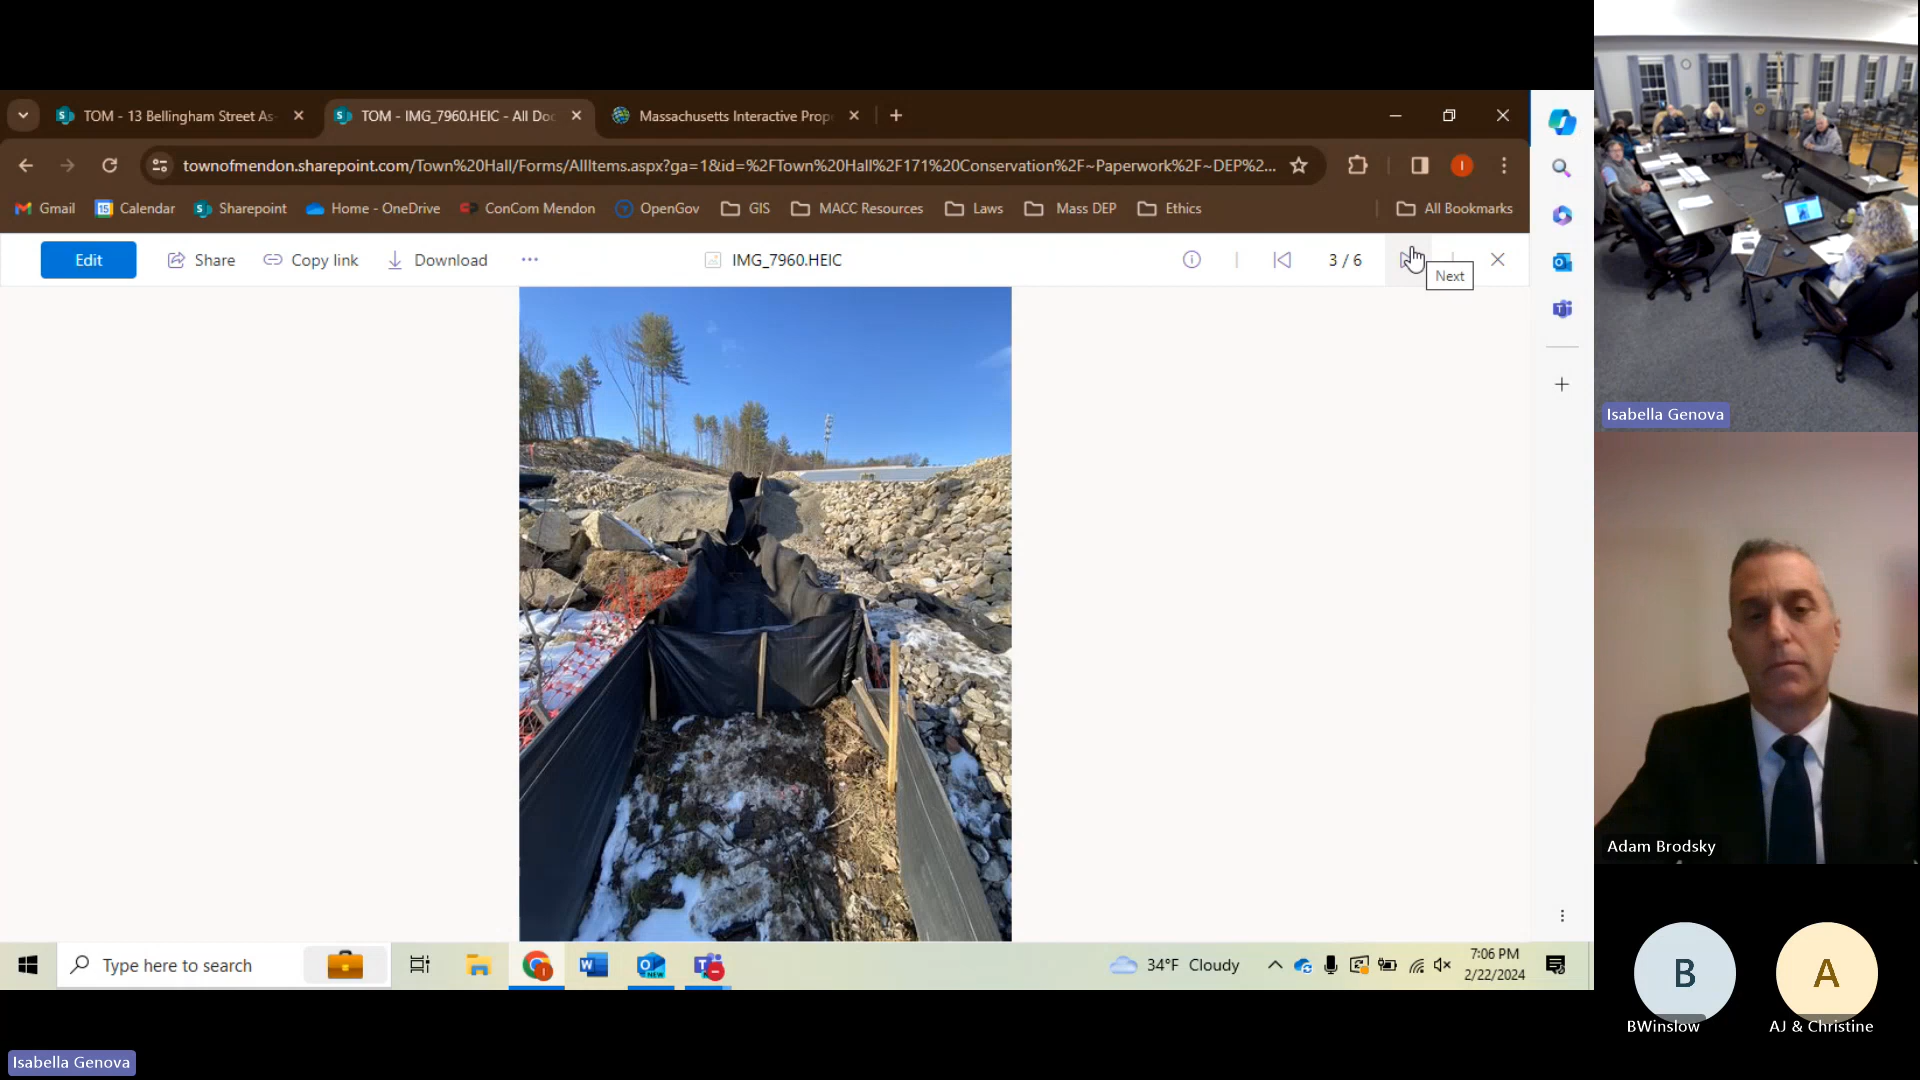 TOM - 13 Bellingham Street As-
TOM - IMG_7960.HEIC - All Doc
Massachusetts Interactive Prop
townofmendon.sharepoint.com/Town%20Hall/Forms/AllItems.aspx?ga=1&id=%2FTown%20Hall%2F171%20Conservation%2F~Paperwork%2F~DEP%2...
I
Gmail
15
Calendar
S
Sharepoint
Home - OneDrive
ConCom Mendon
OpenGov
GIS
MACC Resources
Laws
Mass DEP
Ethics
All Bookmarks
Edit
Share
Copy link
Download
IMG_7960.HEIC
3 / 6
Next
Isabella Genova
Adam Brodsky
B
A
BWinslow
AJ & Christine
Type here to search
34°F Cloudy
7:06 PM
2/22/2024
Isabella Genova